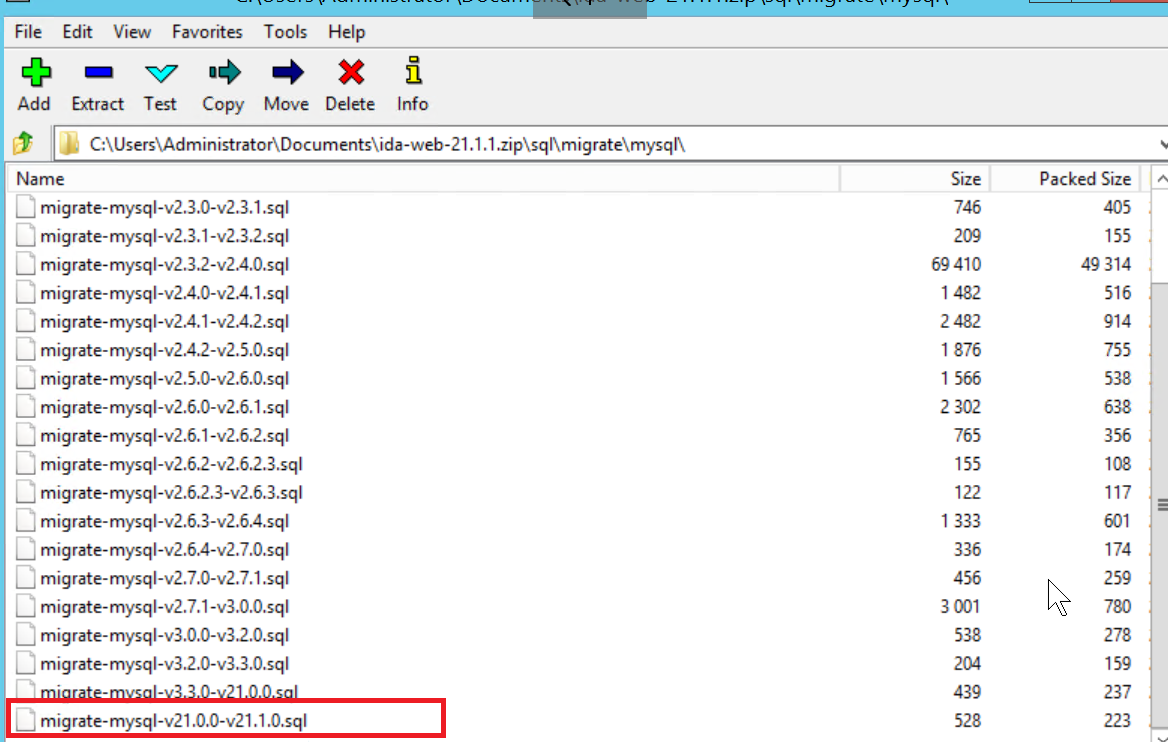 File Edit View Favorites Tools Help
Add Extract Test Copy Move Delete Info
C:\Users\Administrator\Documents\ida-web-21.1.1.zip\sql\migrate\mysql\
Name Size Packed Size
migrate-mysql-v2.3.0-v2.3.1.sql 746 405
migrate-mysql-v2.3.1-v2.3.2.sql 209 155
migrate-mysql-v2.3.2-v2.4.0.sql 69 410 49 314
migrate-mysql-v2.4.0-v2.4.1.sql 1 482 516
migrate-mysql-v2.4.1-v2.4.2.sql 2 482 914
migrate-mysql-v2.4.2-v2.5.0.sql 1 876 755
migrate-mysql-v2.5.0-v2.6.0.sql 1 566 538
migrate-mysql-v2.6.0-v2.6.1.sql 2 302 638
migrate-mysql-v2.6.1-v2.6.2.sql 765 356
migrate-mysql-v2.6.2-v2.6.2.3.sql 155 108
migrate-mysql-v2.6.2.3-v2.6.3.sql 122 117
migrate-mysql-v2.6.3-v2.6.4.sql 1 333 601
migrate-mysql-v2.6.4-v2.7.0.sql 336 174
migrate-mysql-v2.7.0-v2.7.1.sql 456 259
migrate-mysql-v2.7.1-v3.0.0.sql 3 001 780
migrate-mysql-v3.0.0-v3.2.0.sql 538 278
migrate-mysql-v3.2.0-v3.3.0.sql 204 159
migrate-mysql-v3.3.0-v21.0.0.sql 439 237
migrate-mysql-v21.0.0-v21.1.0.sql 528 223